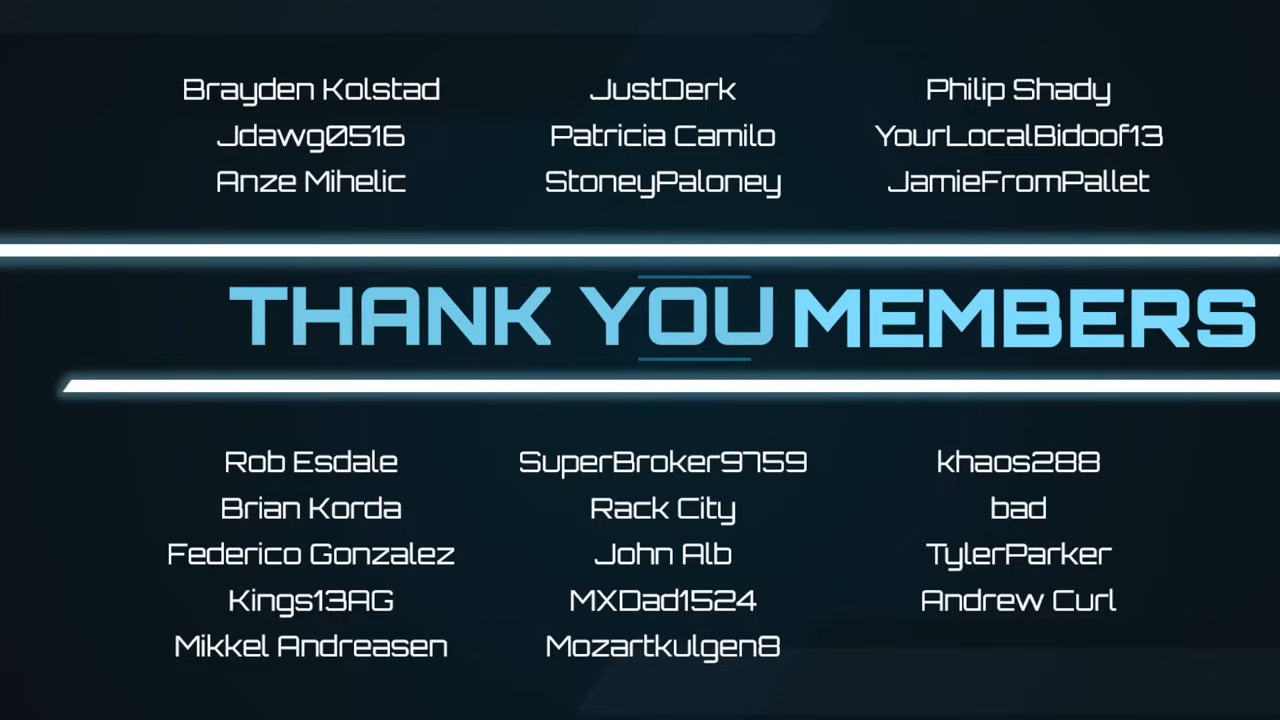 Brayden Kolstad JustDerk Philip Shady
Jdawg0516 Patricia Camilo YourLocalBidoof13
Anze Mihelic StoneyPaloney JamieFromPallet
THANK YOU MEMBERS
Rob Esdale SuperBroker9759 khaos288
Brian Korda Rack City bad
Federico Gonzalez John Alb TylerParker
Kings13AG MXDad1524 Andrew Curl
Mikkel Andreasen Mozartkulgen8